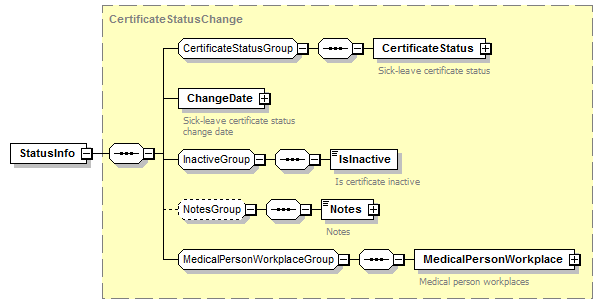 CertificateStatusChange
CertificateStatusGroup
CertificateStatus
Sick-leave certificate status
ChangeDate
Sick-leave certificate status
change date
StatusInfo
InactiveGroup
IsInactive
Is certificate inactive
NotesGroup
Notes
Notes
MedicalPersonWorkplaceGroup
MedicalPersonWorkplace
Medical person workplaces